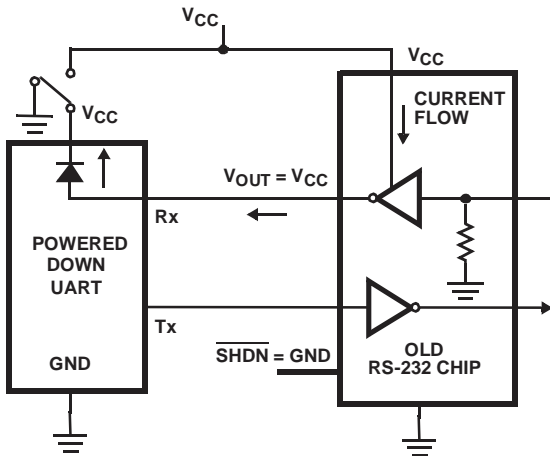 VCC
VCC
VCC
CURRENT
FLOW
VOUT = VCC
Rx
POWERED
DOWN
UART
Tx
SHDN = GND
GND
OLD
RS-232 CHIP